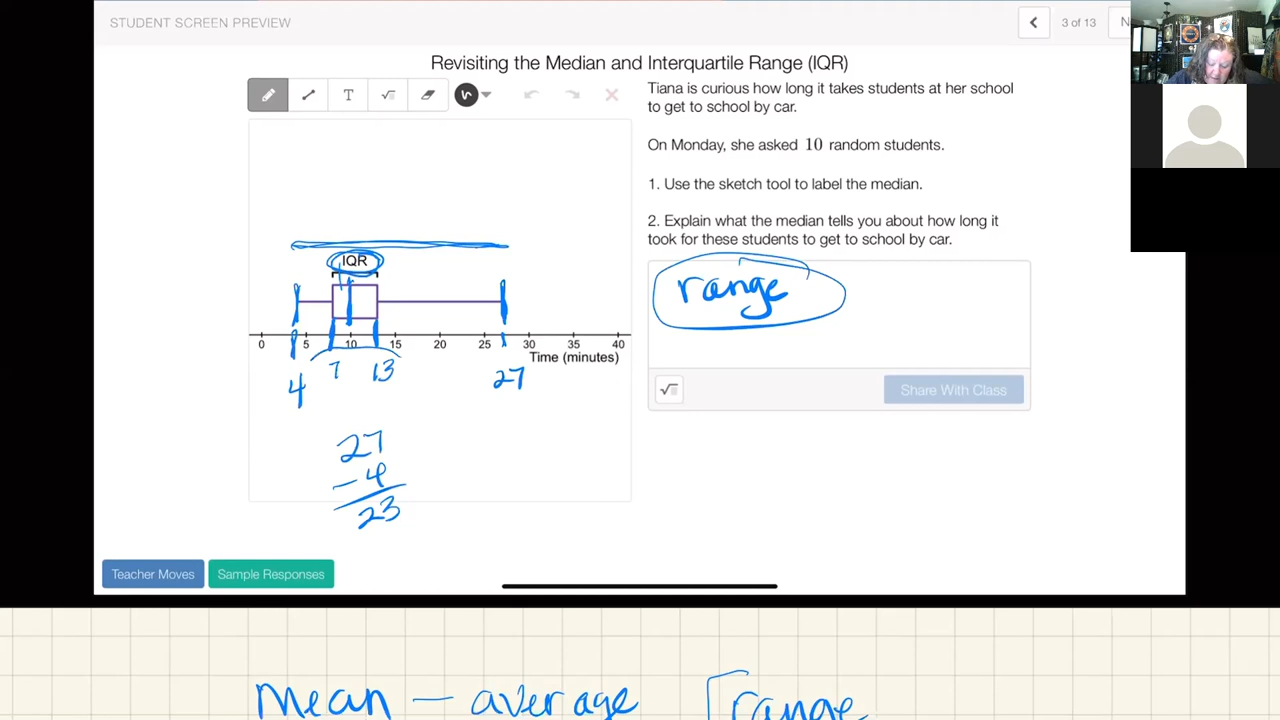 STUDENT SCREEN PREVIEW
3 of 13
Revisiting the Median and Interquartile Range (IQR)
T
Tiana is curious how long it takes students at her school
to get to school by car.
On Monday, she asked 10 random students.
1. Use the sketch tool to label the median.
2. Explain what the median tells you about how long it
took for these students to get to school by car.
IQR
range
0 5 10 15 20 25 30 35 40
Time (minutes)
4 7 13 27
27
- 4
23
√
Share With Class
Teacher Moves
Sample Responses
Mean — average
range